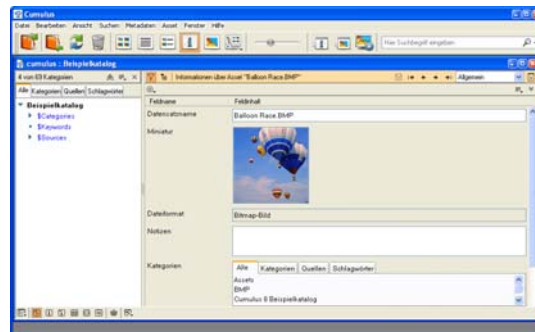 Cumulus
Datei Bearbeiten Ansicht Suchen Metadaten Asset Fenster Hilfe
Hier Suchbegriff eingeben
cumulus : Beispielkatalog
4 von 63 Kategorien
Informationen über Asset "Balloon Race.BMP"
Allgemein
Alle Kategorien Quellen Schlagwörter
Feldname Feldinhalt
Beispielkatalog
$Categories
$Keywords
$Sources
Datensatzname Balloon Race.BMP
Miniatur
Dateiformat Bitmap-Bild
Notizen
Kategorien
Alle Kategorien Quellen Schlagwörter
Assets
BMP
Cumulus 8 Beispielkatalog